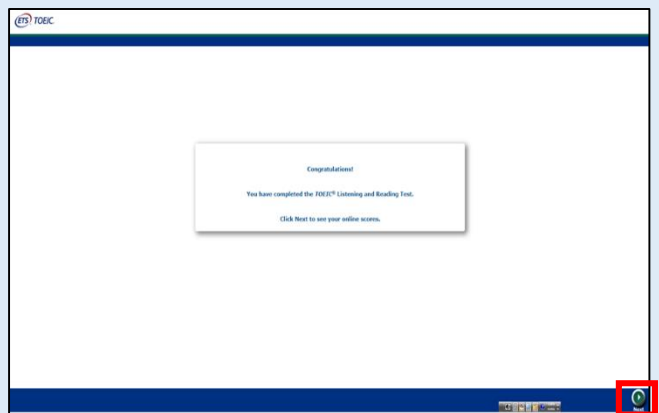 ETS TOEIC.
Congratulations!
You have completed the TOEIC® Listening and Reading Test.
Click Next to see your online scores.
Next